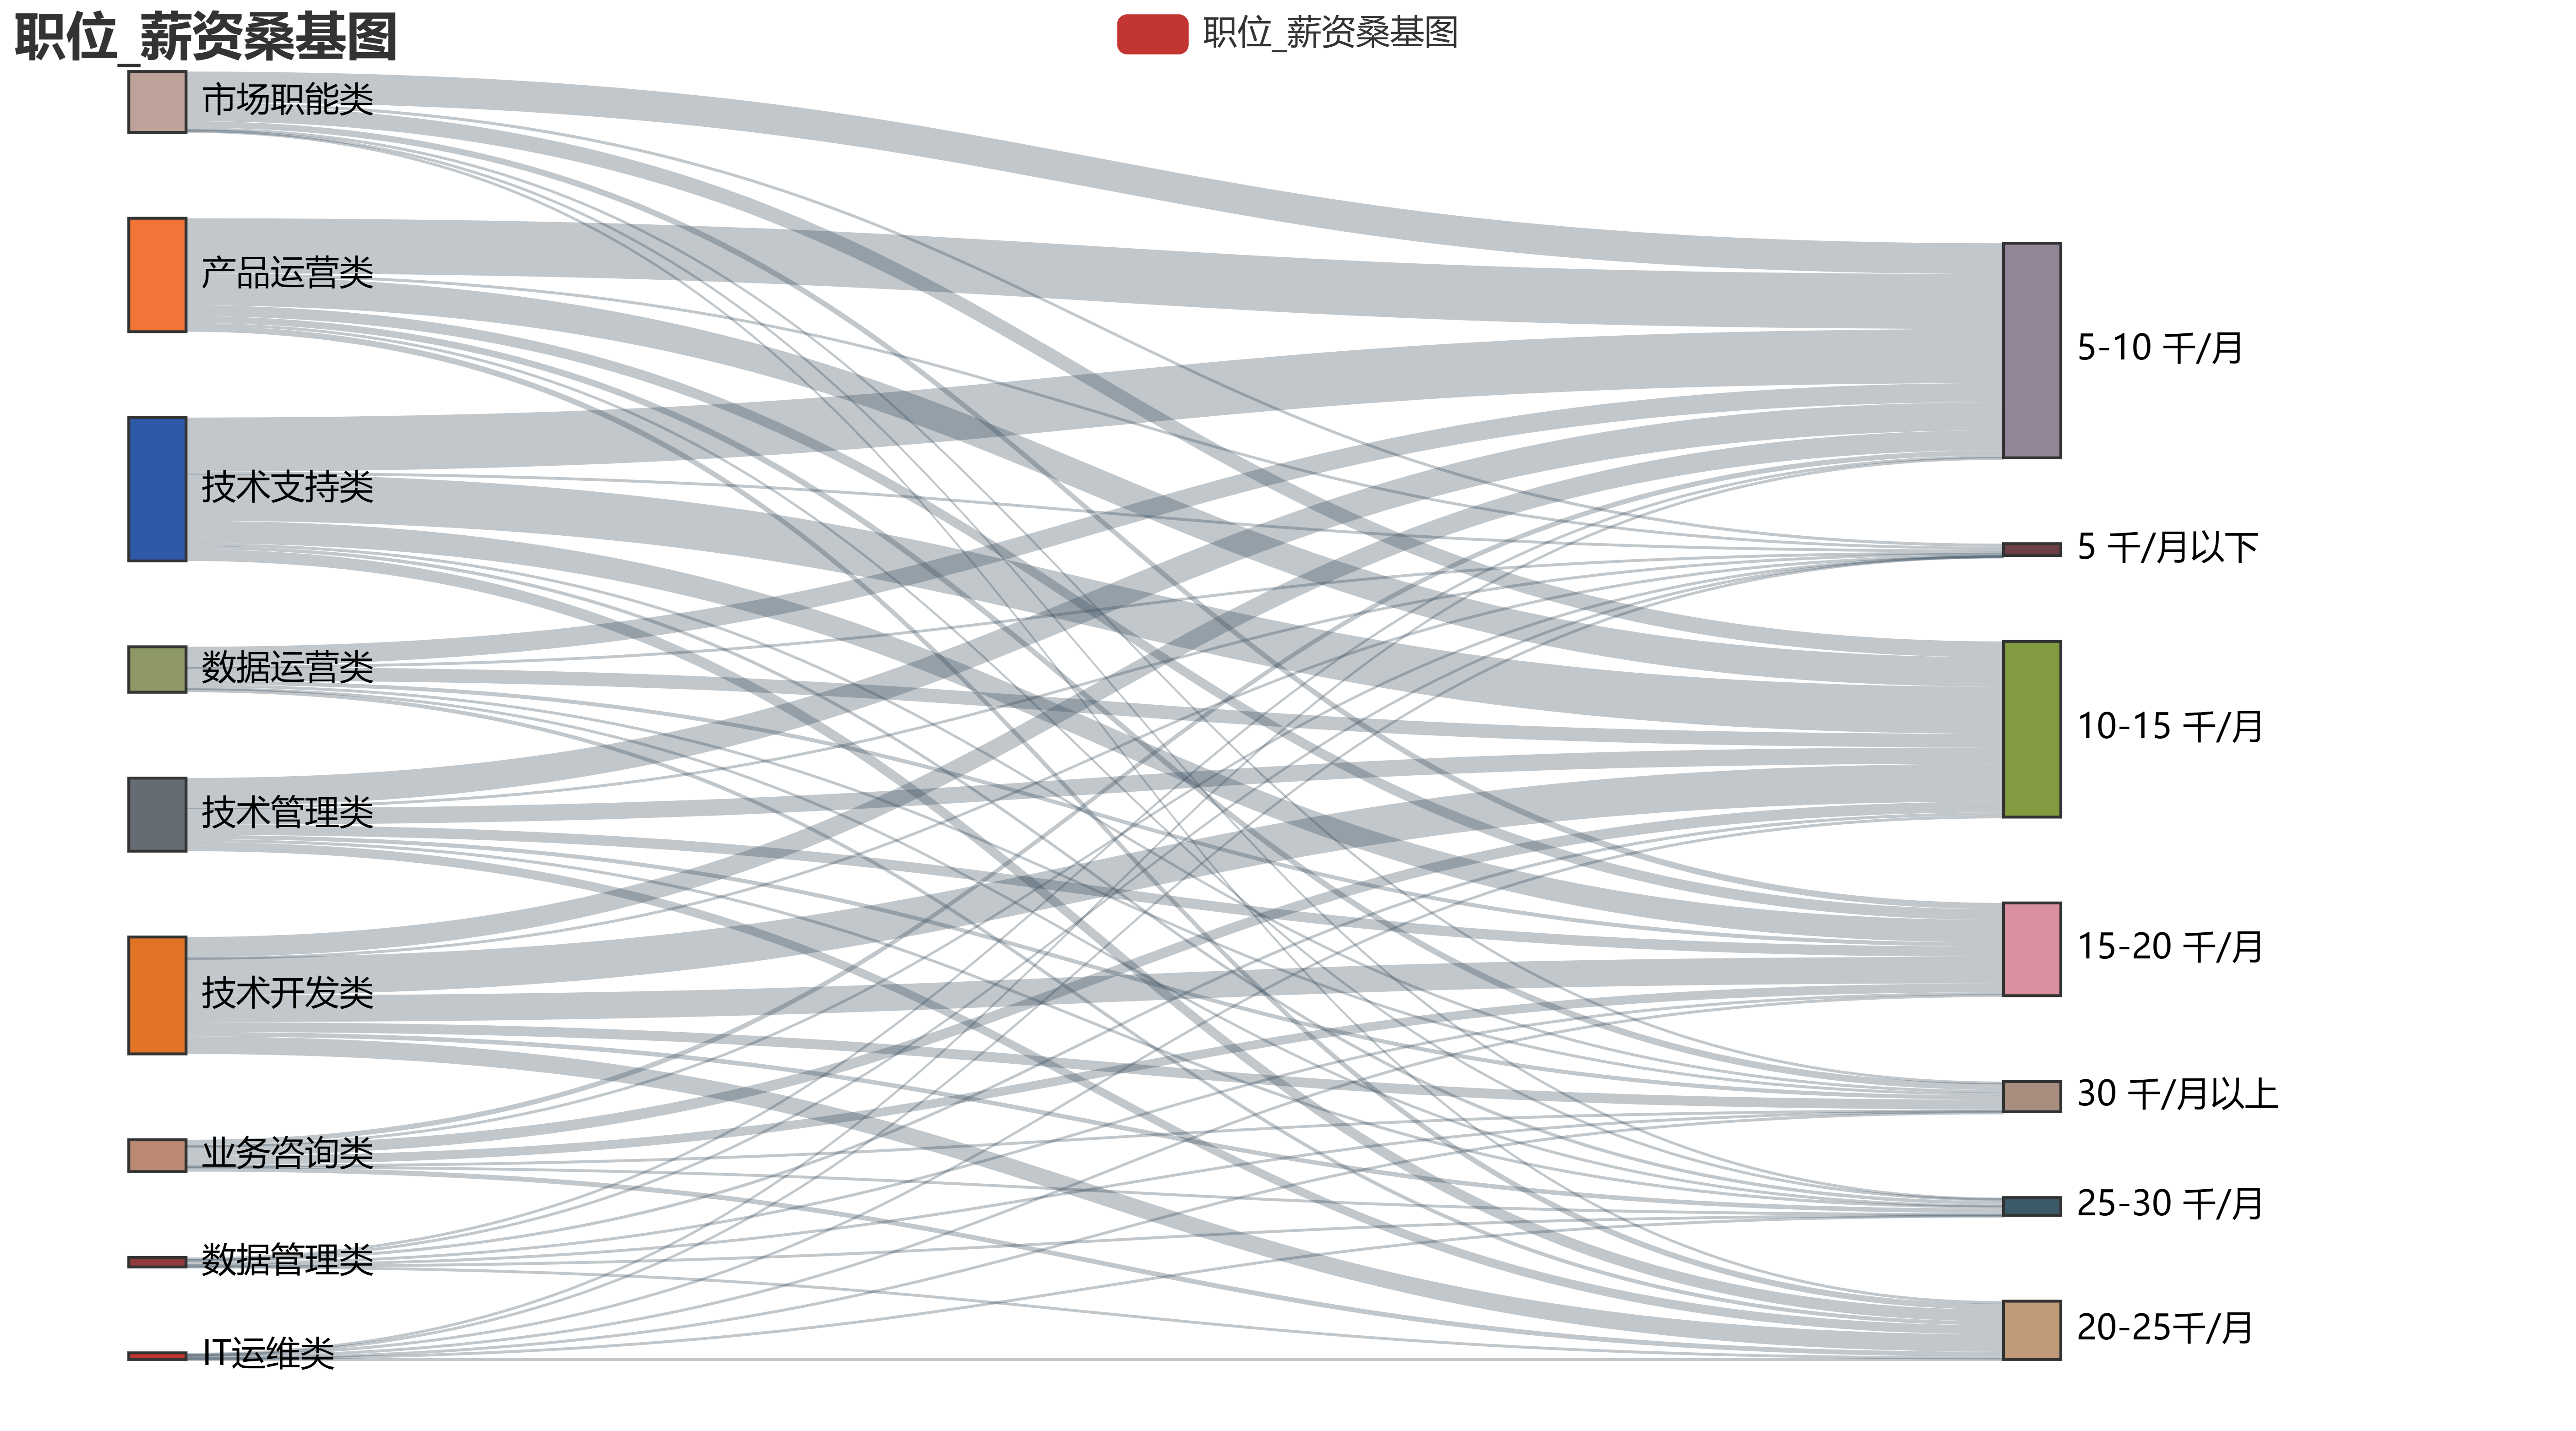 职位_薪资桑基图
职位_薪资桑基图
市场职能类
产品运营类
技术支持类
数据运营类
技术管理类
技术开发类
业务咨询类
数据管理类
IT运维类
5-10 千/月
5 千/月以下
10-15 千/月
15-20 千/月
30 千/月以上
25-30 千/月
20-25千/月